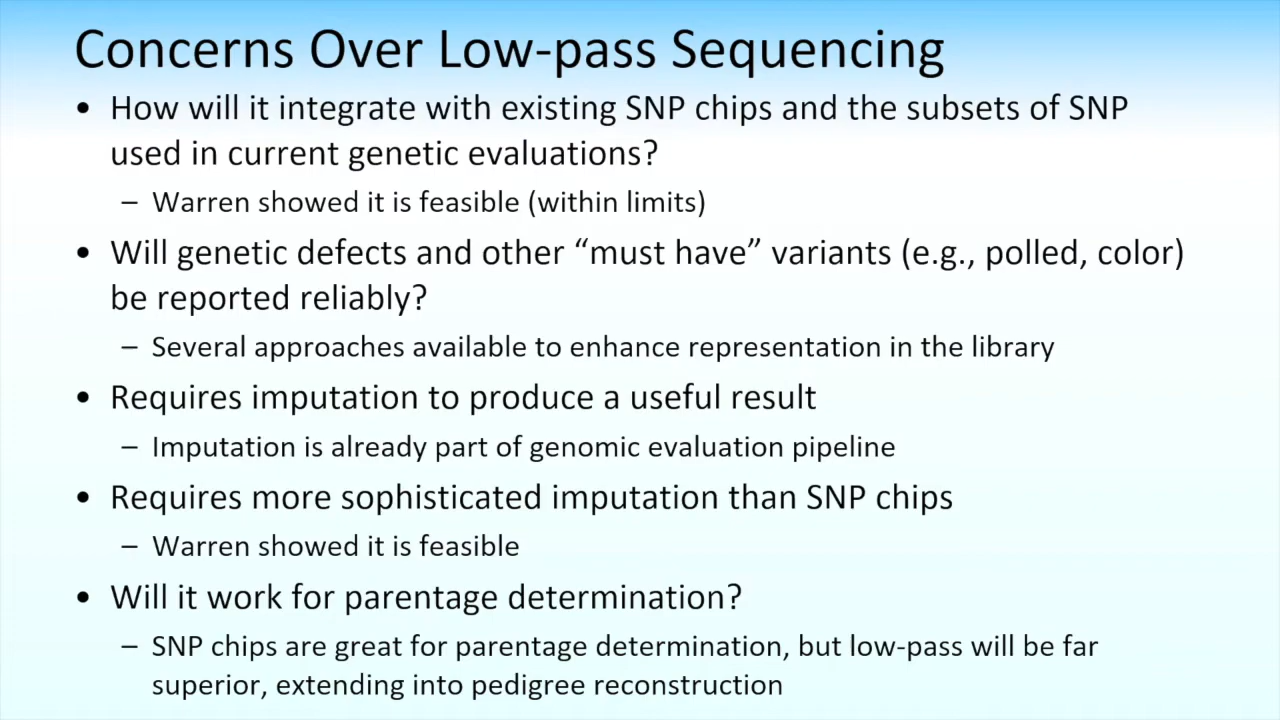 Concerns Over Low-pass Sequencing
• How will it integrate with existing SNP chips and the subsets of SNP
used in current genetic evaluations?
– Warren showed it is feasible (within limits)
• Will genetic defects and other “must have” variants (e.g., polled, color)
be reported reliably?
– Several approaches available to enhance representation in the library
• Requires imputation to produce a useful result
– Imputation is already part of genomic evaluation pipeline
• Requires more sophisticated imputation than SNP chips
– Warren showed it is feasible
• Will it work for parentage determination?
– SNP chips are great for parentage determination, but low-pass will be far
superior, extending into pedigree reconstruction